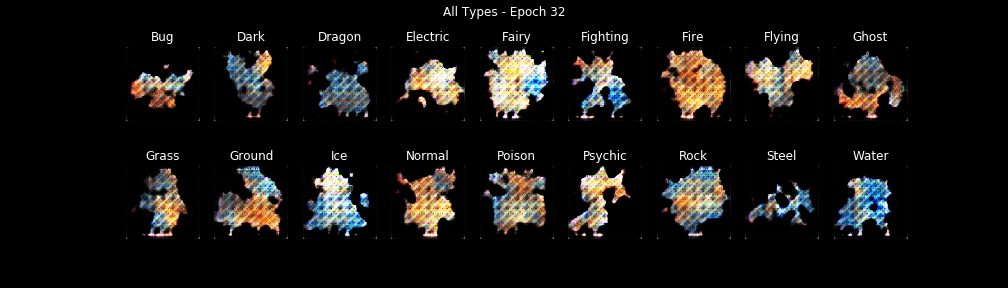 All Types - Epoch 32
Bug Dark Dragon Electric Fairy Fighting Fire Flying Ghost
Grass Ground Ice Normal Poison Psychic Rock Steel Water